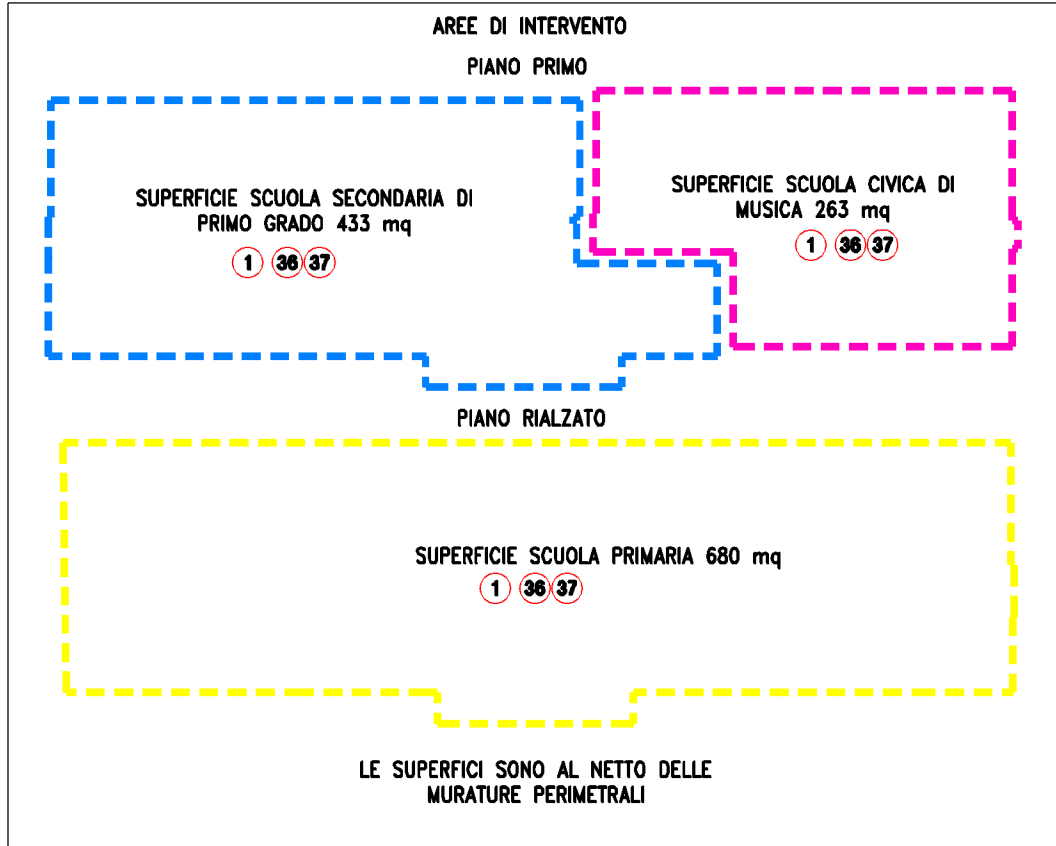 AREE DI INTERVENTO
PIANO PRIMO
SUPERFICIE SCUOLA SECONDARIA DI
PRIMO GRADO 433 mq
1 36 37
SUPERFICIE SCUOLA CIVICA DI
MUSICA 263 mq
1 36 37
PIANO RIALZATO
SUPERFICIE SCUOLA PRIMARIA 680 mq
1 36 37
LE SUPERFICI SONO AL NETTO DELLE
MURATURE PERIMETRALI